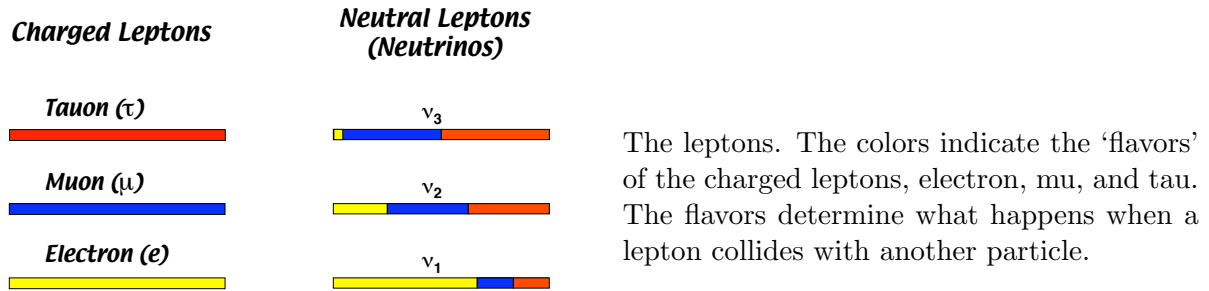 Charged Leptons
Neutral Leptons
(Neutrinos)
Tauon (τ)
ν₃
Muon (μ)
ν₂
Electron (e)
ν₁
The leptons. The colors indicate the ‘flavors’
of the charged leptons, electron, mu, and tau.
The flavors determine what happens when a
lepton collides with another particle.